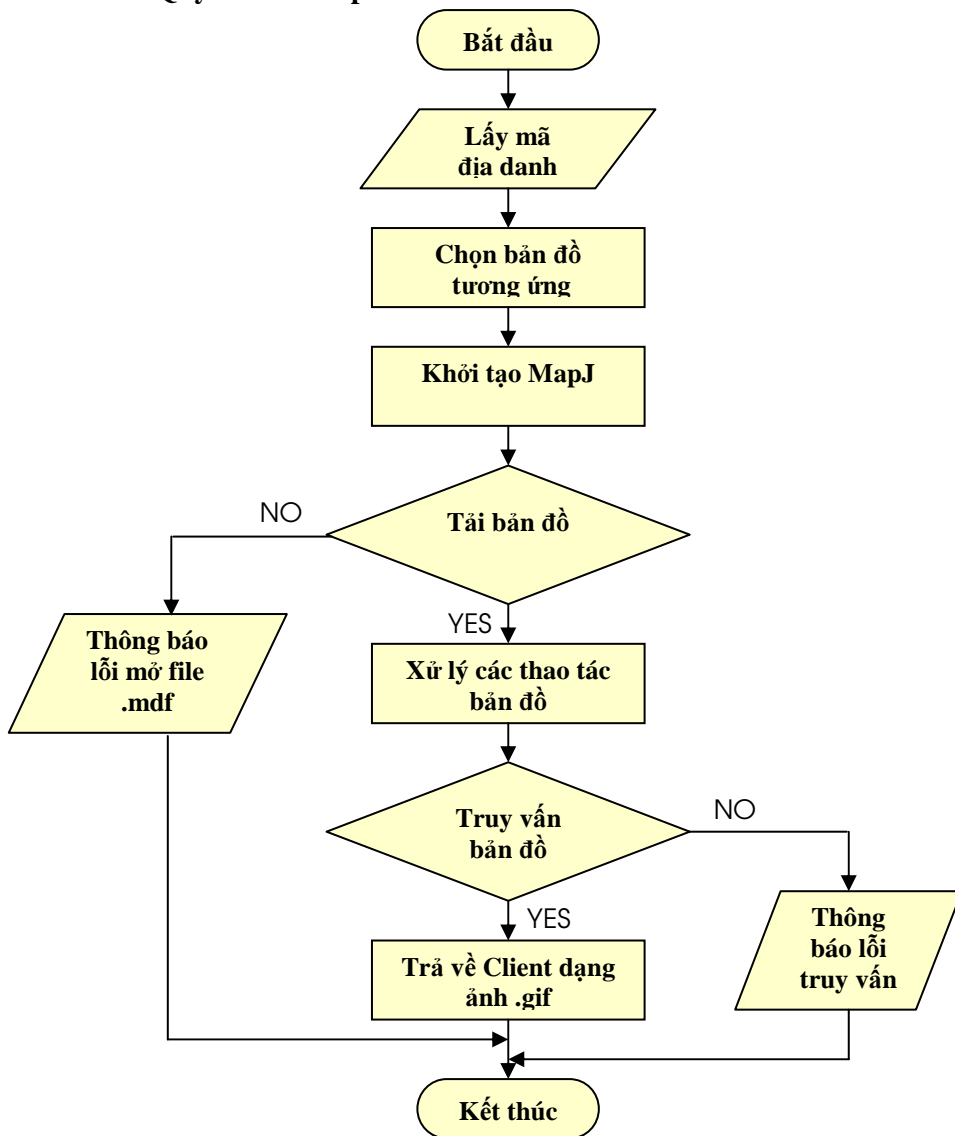 Bắt đầu
Lấy mã
địa danh
Chọn bản đồ
tương ứng
Khởi tạo MapJ
Tải bản đồ
NO
YES
Thông báo
lỗi mở file
.mdf
Xử lý các thao tác
bản đồ
Truy vấn
bản đồ
NO
YES
Thông
báo lỗi
truy vấn
Trả về Client dạng
ảnh .gif
Kết thúc